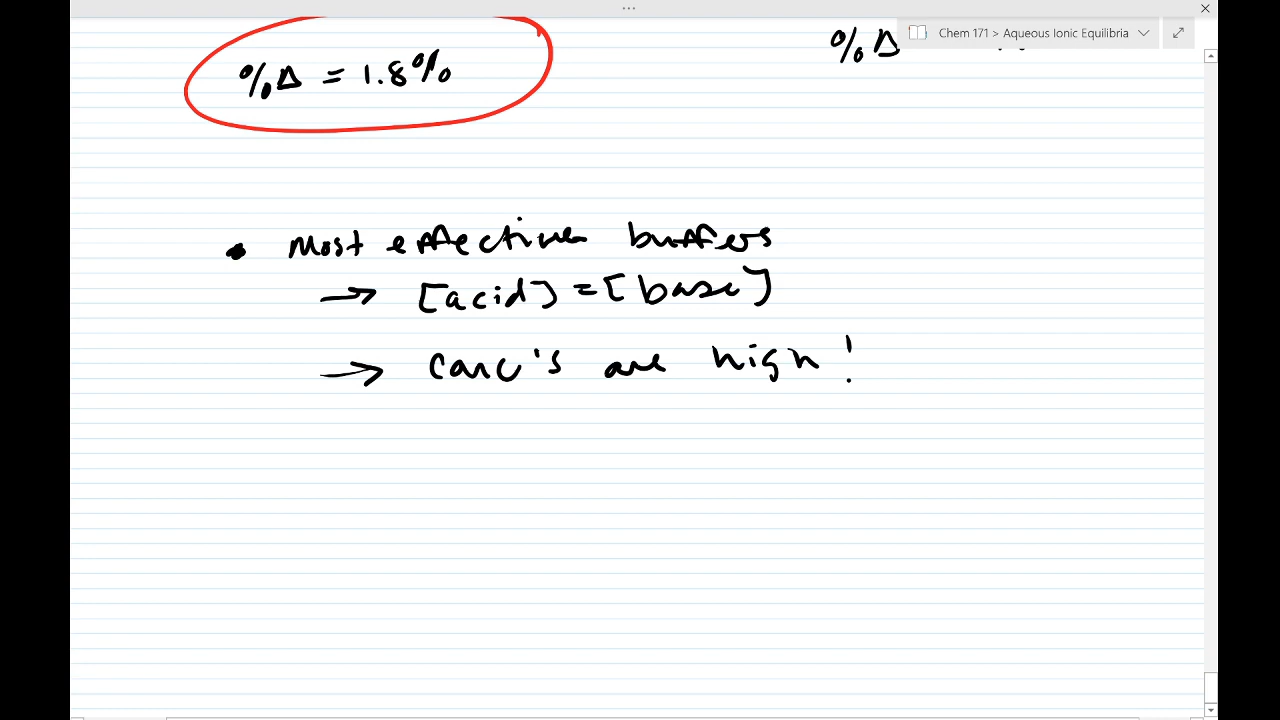 Chem 171 > Aqueous Ionic Equilibria
%Δ
%Δ = 1.8%
• Most effective buffers
→ [acid] = [base]
→ conc's are high!